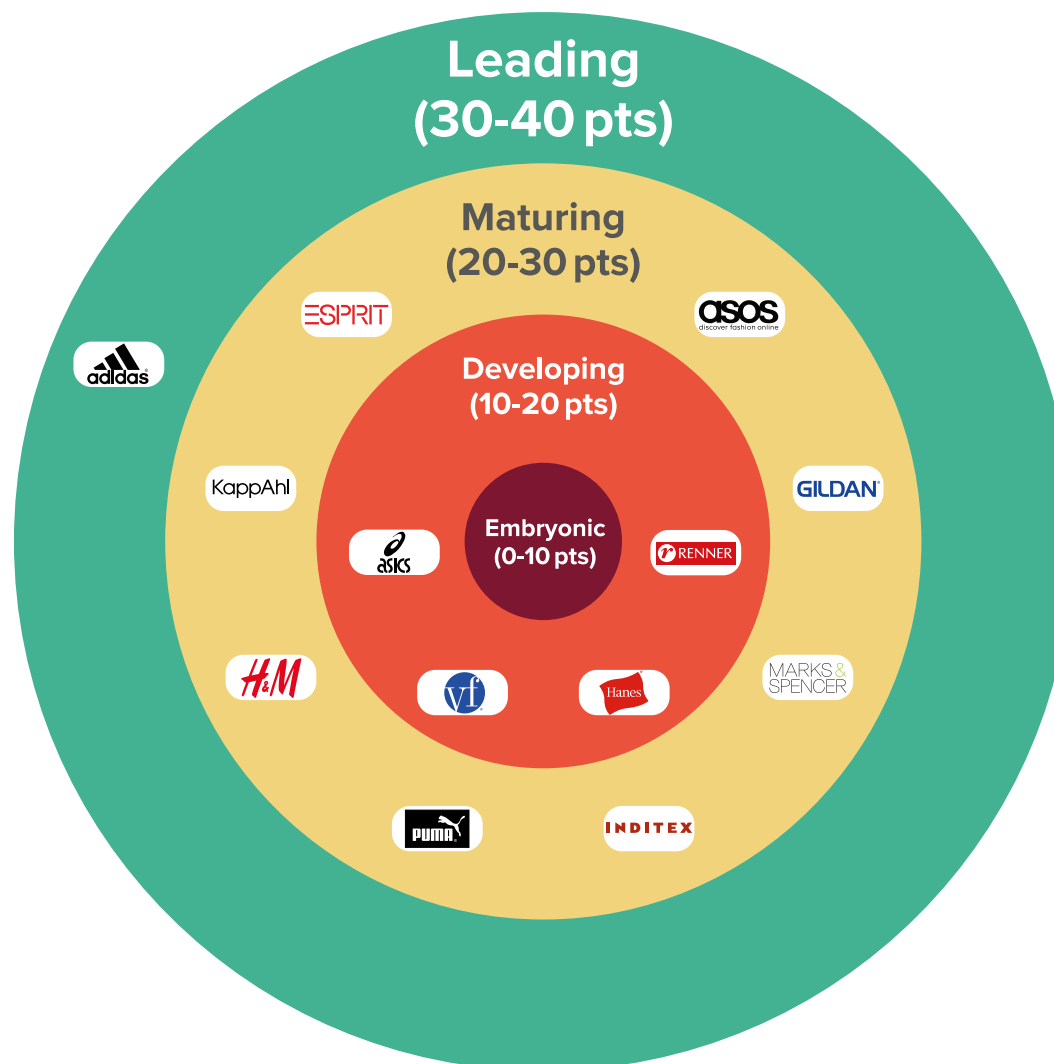 Leading
(30-40 pts)
Maturing
(20-30 pts)
ESPRIT
asos
discover fashion online
adidas®
Developing
(10-20 pts)
KappAhl
GILDAN®
Embryonic
(0-10 pts)
asics
r RENNER
H&M
vf
Hanes
MARKS&
SPENCER
PUMA®
INDITEX